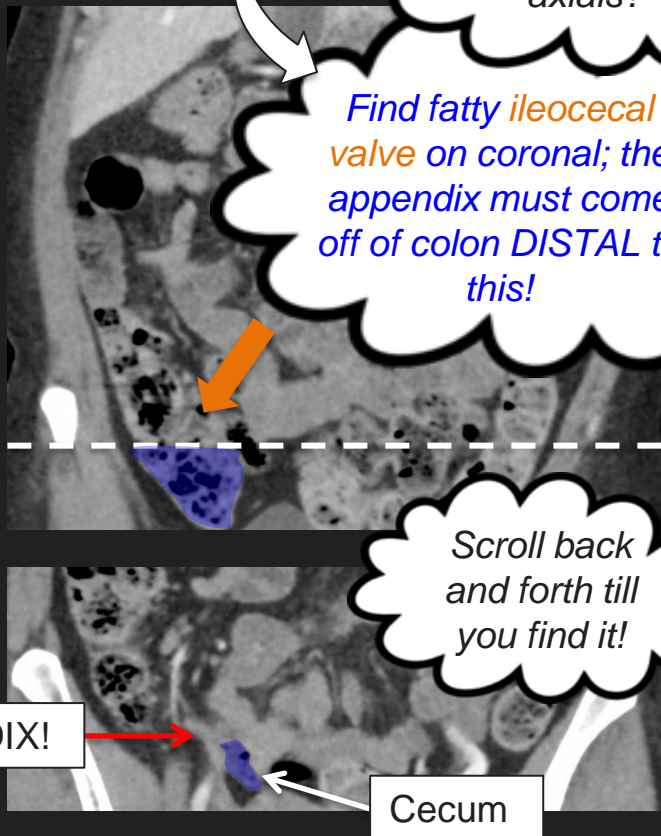 axials!
Find fatty ileocecal
valve on coronal; the
appendix must come
off of colon DISTAL t
this!
Scroll back
and forth till
you find it!
DIX!
Cecum